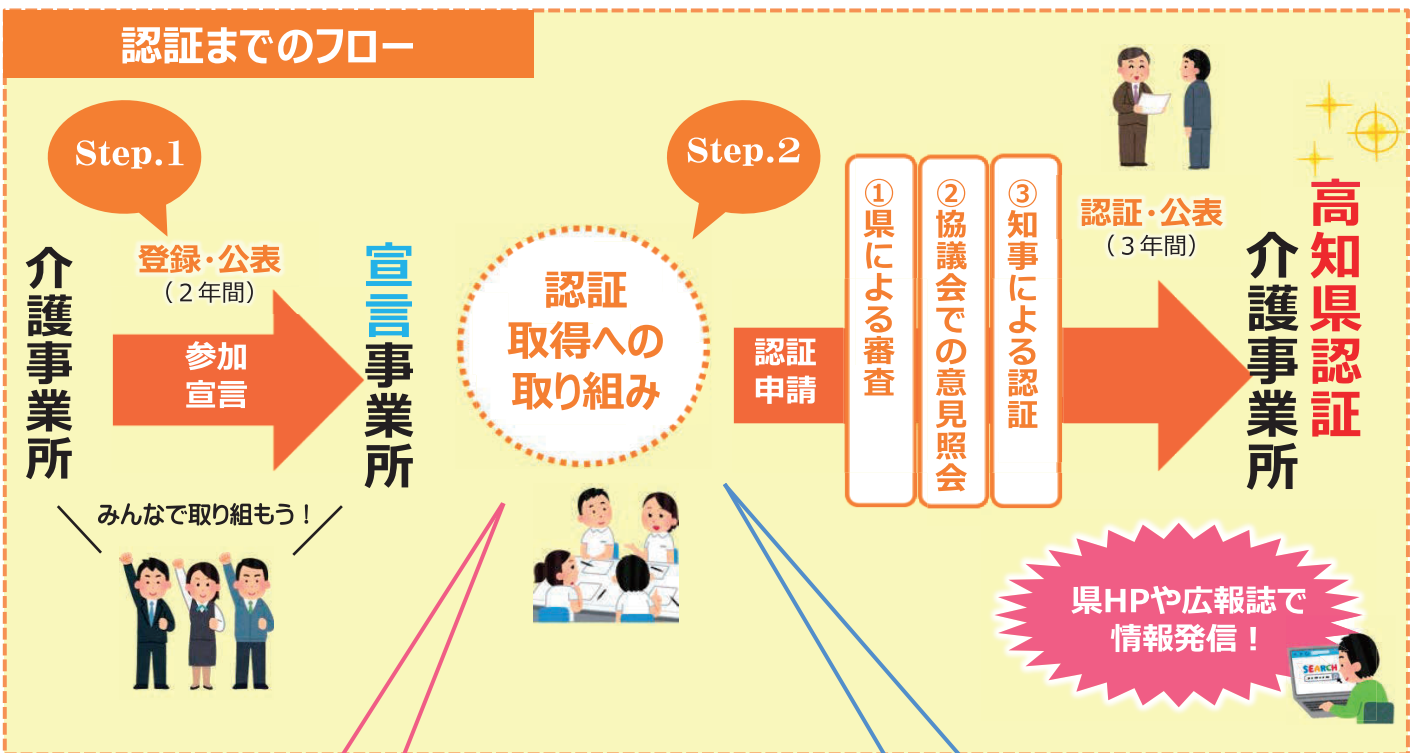 認証までのフロー
Step.1
介護事業所
登録・公表
（２年間）
参加
宣言
宣言事業所
みんなで取り組もう！
認証
取得への
取り組み
Step.2
認証
申請
①県による審査
②協議会での意見照会
③知事による認証
認証・公表
（３年間）
高知県認証
介護事業所
県HPや広報誌で
情報発信！
SEARCH